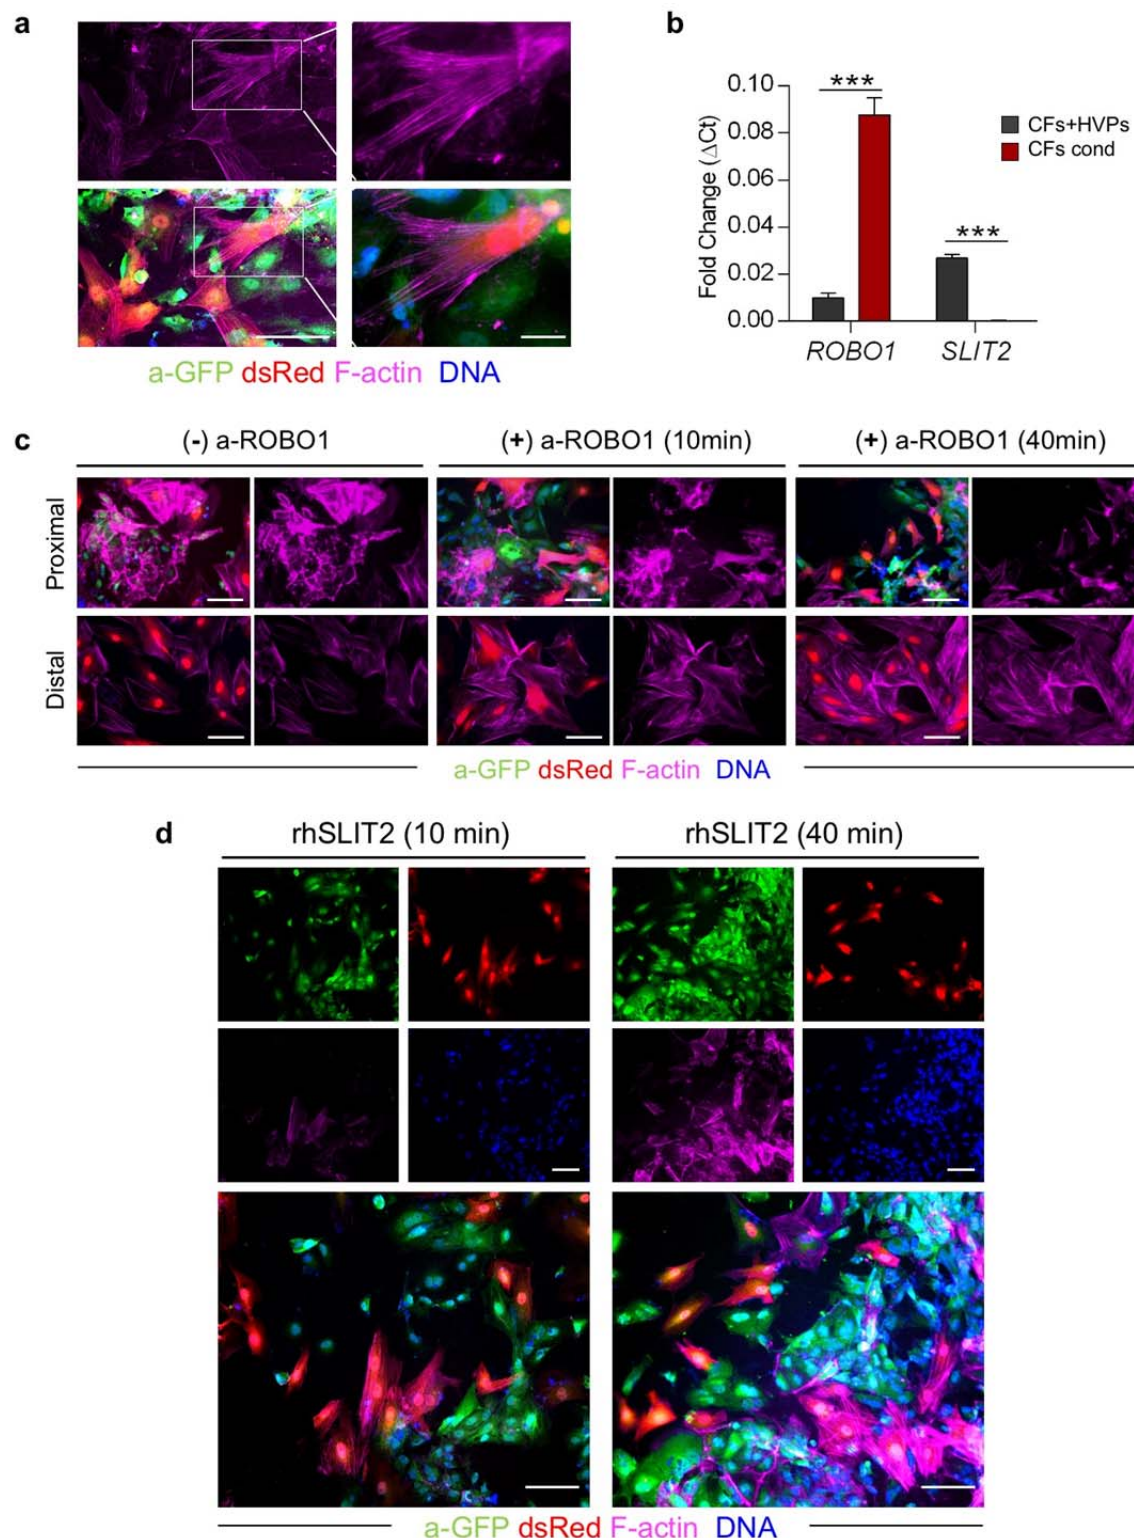 a
a-GFP dsRed F-actin DNA
b
Fold Change (ΔCt)
0.10
0.08
0.06
0.04
0.02
0.00
***
***
ROBO1 SLIT2
CFs+HVPs
CFs cond
c
(-) a-ROBO1 (+) a-ROBO1 (10min) (+) a-ROBO1 (40min)
Proximal
Distal
a-GFP dsRed F-actin DNA
d
rhSLIT2 (10 min) rhSLIT2 (40 min)
a-GFP dsRed F-actin DNA